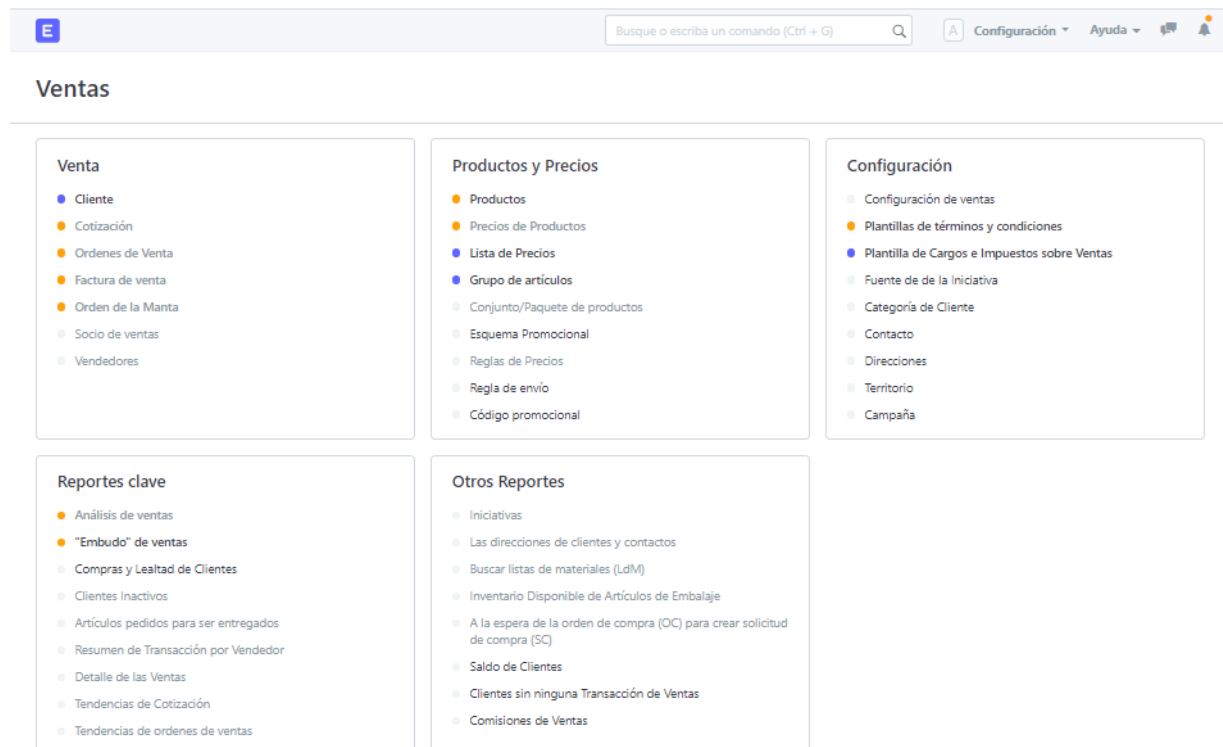 E
Busque o escriba un comando (Ctrl + G)
A Configuración
Ayuda
Ventas
Venta
Cliente
Cotización
Ordenes de Venta
Factura de venta
Orden de la Manta
Socio de ventas
Vendedores
Productos y Precios
Productos
Precios de Productos
Lista de Precios
Grupo de artículos
Conjunto/Paquete de productos
Esquema Promocional
Reglas de Precios
Regla de envío
Código promocional
Configuración
Configuración de ventas
Plantillas de términos y condiciones
Plantilla de Cargos e Impuestos sobre Ventas
Fuente de de la Iniciativa
Categoría de Cliente
Contacto
Direcciones
Territorio
Campaña
Reportes clave
Análisis de ventas
"Embudo" de ventas
Compras y Lealtad de Clientes
Clientes Inactivos
Artículos pedidos para ser entregados
Resumen de Transacción por Vendedor
Detalle de las Ventas
Tendencias de Cotización
Tendencias de ordenes de ventas
Otros Reportes
Iniciativas
Las direcciones de clientes y contactos
Buscar listas de materiales (LdM)
Inventario Disponible de Artículos de Embalaje
A la espera de la orden de compra (OC) para crear solicitud
de compra (SC)
Saldo de Clientes
Clientes sin ninguna Transacción de Ventas
Comisiones de Ventas